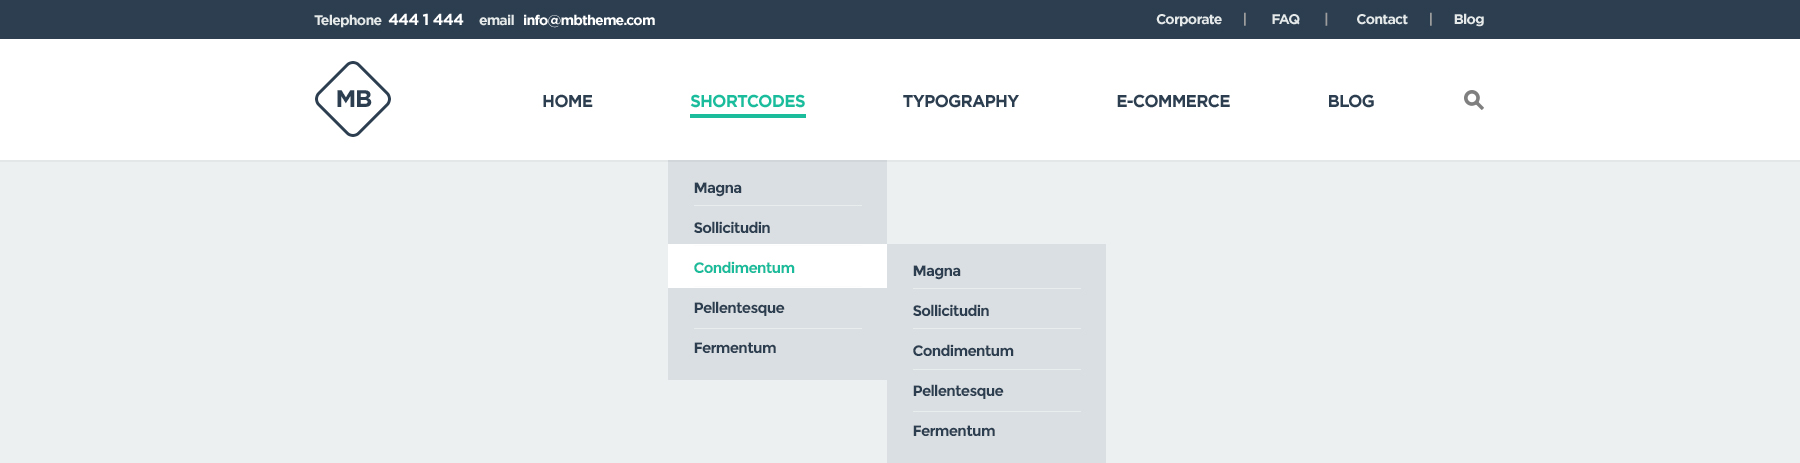 Telephone 444 1 444 email info@mbtheme.com
Corporate | FAQ | Contact | Blog
MB
HOME SHORTCODES TYPOGRAPHY E-COMMERCE BLOG
Magna
Sollicitudin
Condimentum
Pellentesque
Fermentum
Magna
Sollicitudin
Condimentum
Pellentesque
Fermentum